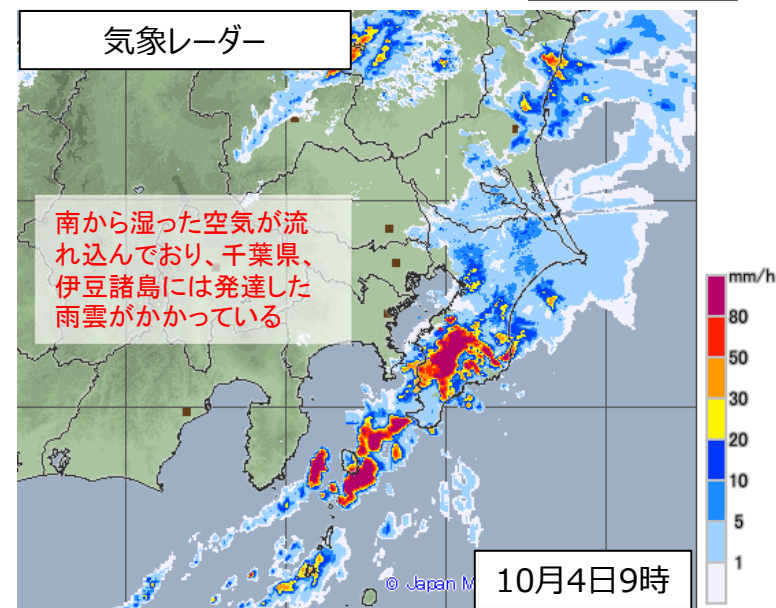 気象レーダー
南から湿った空気が流
れ込んでおり、千葉県、
伊豆諸島には発達した
雨雲がかかっている
mm/h
80
50
30
20
10
5
1
© Japan M
10月4日9時